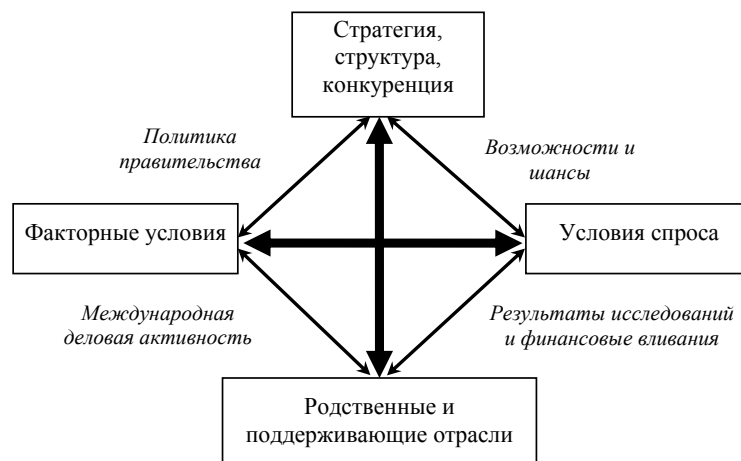 Стратегия,
структура,
конкуренция
Политика
правительства
Возможности и
шансы
Факторные условия
Условия спроса
Международная
деловая активность
Результаты исследований
и финансовые вливания
Родственные и
поддерживающие отрасли